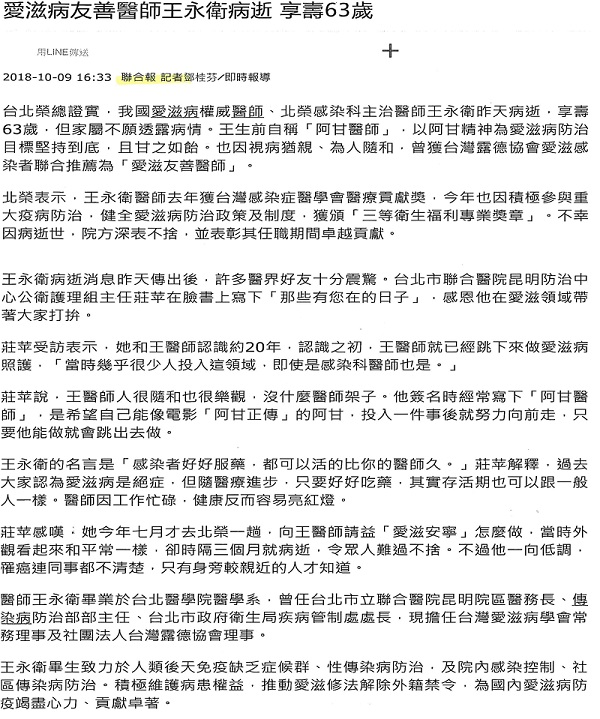 愛滋病友善醫師王永衛病逝 享壽63歲
用LINE傳送
2018-10-09 16:33 聯合報 記者鄧桂芬╱即時報導
台北榮總證實，我國愛滋病權威醫師、北榮感染科主治醫師王永衛昨天病逝，享壽
63歲，但家屬不願透露病情。王生前自稱「阿甘醫師」，以阿甘精神為愛滋病防治
目標堅持到底，且甘之如飴。也因視病猶親、為人隨和，曾獲台灣露德協會愛滋感
染者聯合推薦為「愛滋友善醫師」。
北榮表示，王永衛醫師去年獲台灣感染症醫學會醫療貢獻獎，今年也因積極參與重
大疫病防治，健全愛滋病防治政策及制度，獲頒「三等衛生福利專業獎章」。不幸
因病逝世，院方深表不捨，並表彰其任職期間卓越貢獻。
王永衛病逝消息昨天傳出後，許多醫界好友十分震驚。台北市聯合醫院昆明防治中
心公衛護理組主任莊苹在臉書上寫下「那些有您在的日子」，感恩他在愛滋領域帶
著大家打拚。
莊苹受訪表示，她和王醫師認識約20年，認識之初，王醫師就已經跳下來做愛滋病
照護，「當時幾乎很少人投入這領域，即使是感染科醫師也是。」
莊苹說，王醫師人很隨和也很樂觀，沒什麼醫師架子。他簽名時經常寫下「阿甘醫
師」，是希望自己能像電影「阿甘正傳」的阿甘，投入一件事後就努力向前走，只
要他能做就會跳出去做。
王永衛的名言是「感染者好好服藥，都可以活的比你的醫師久。」莊苹解釋，過去
大家認為愛滋病是絕症，但隨醫療進步，只要好好吃藥，其實存活期也可以跟一般
人一樣。醫師因工作忙碌，健康反而容易亮紅燈。
莊苹感嘆，她今年七月才去北榮一趟，向王醫師請益「愛滋安寧」怎麼做，當時外
觀看起來和平常一樣，卻時隔三個月就病逝，令眾人難過不捨。不過他一向低調，
罹癌連同事都不清楚，只有身旁較親近的人才知道。
醫師王永衛畢業於台北醫學院醫學系，曾任台北市立聯合醫院昆明院區醫務長、傳
染病防治部部主任、台北市政府衛生局疾病管制處處長，現擔任台灣愛滋病學會常
務理事及社團法人台灣露德協會理事。
王永衛畢生致力於人類後天免疫缺乏症候群、性傳染病防治，及院內感染控制、社
區傳染病防治。積極維護病患權益，推動愛滋修法解除外籍禁令，為國內愛滋病防
疫竭盡心力、貢獻卓著。